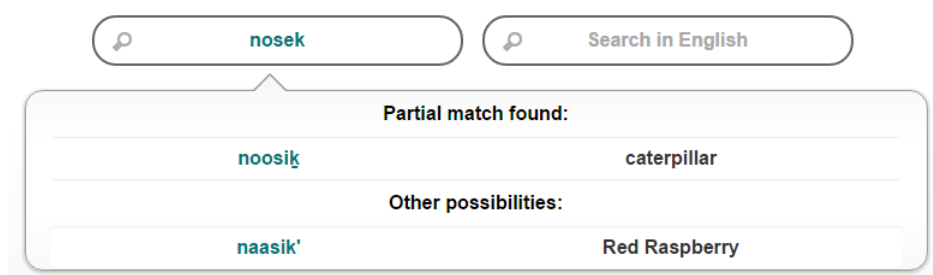 nosek Search in English
Partial match found:
noosiḵ caterpillar
Other possibilities:
naasik' Red Raspberry